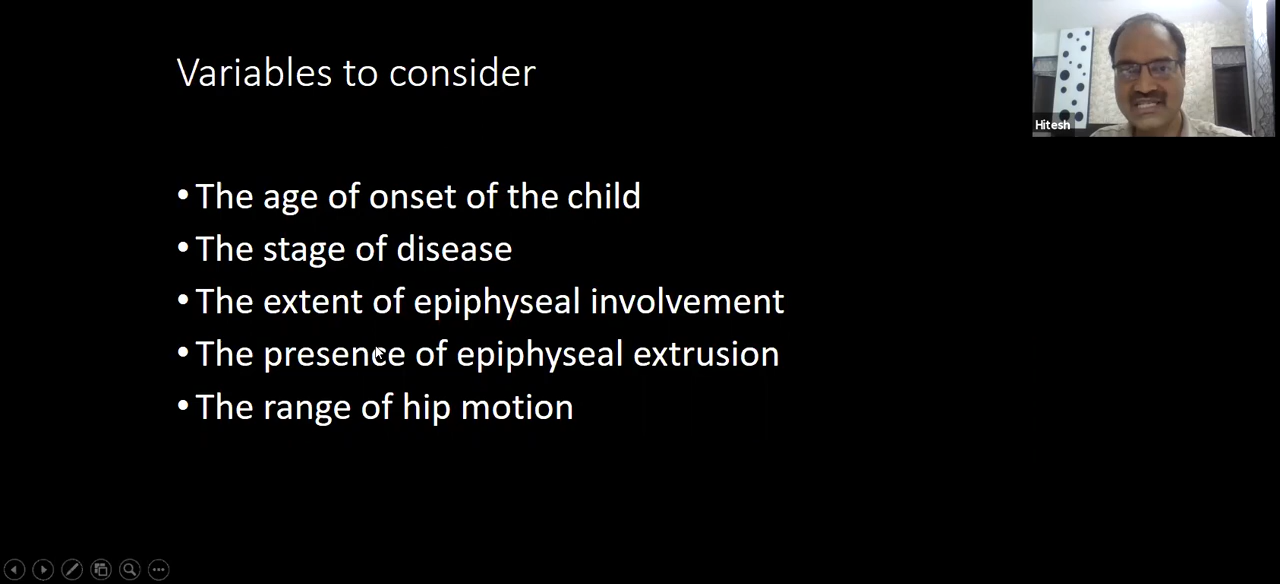 Variables to consider
Hitesh
• The age of onset of the child
• The stage of disease
• The extent of epiphyseal involvement
• The presence of epiphyseal extrusion
• The range of hip motion